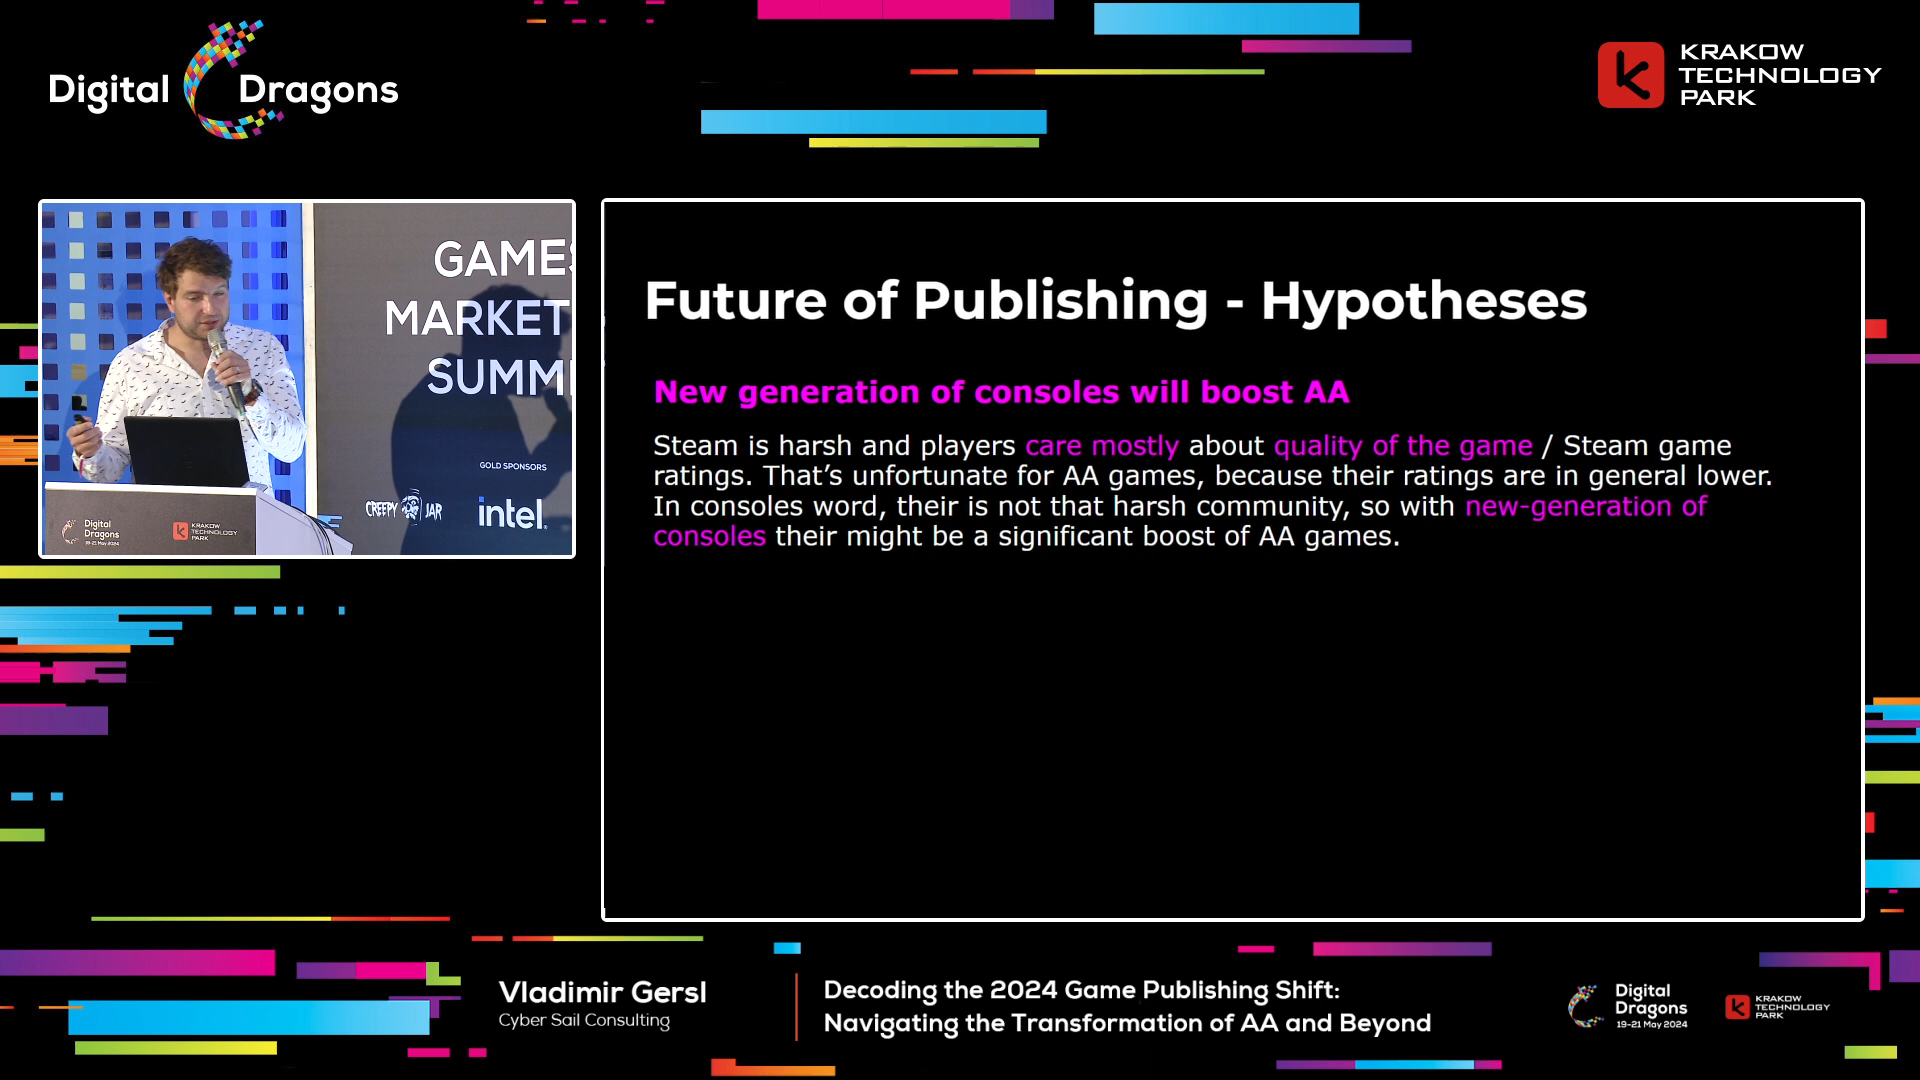 Digital Dragons
KRAKOW
TECHNOLOGY
PARK
GAMES
MARKET
SUMMI
GOLD SPONSORS
CREEPY JAR
intel.
Digital
Dragons
19-21 May 2024
KRAKOW
TECHNOLOGY
PARK
Future of Publishing - Hypotheses
New generation of consoles will boost AA
Steam is harsh and players care mostly about quality of the game / Steam game
ratings. That's unfortunate for AA games, because their ratings are in general lower.
In consoles word, their is not that harsh community, so with new-generation of
consoles their might be a significant boost of AA games.
Vladimir Gersl
Cyber Sail Consulting
Decoding the 2024 Game Publishing Shift:
Navigating the Transformation of AA and Beyond
Digital
Dragons
19-21 May 2024
KRAKOW
TECHNOLOGY
PARK